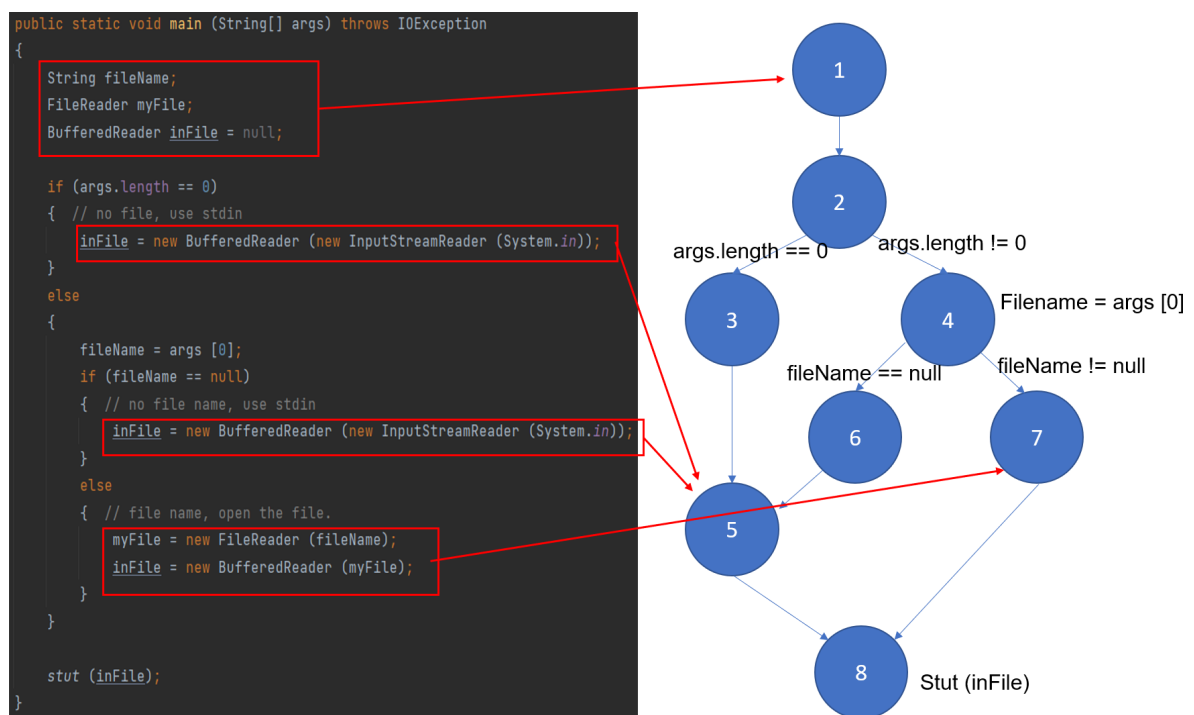 public static void main (String[] args) throws IOException
{
String fileName;
FileReader myFile;
BufferedReader inFile = null;
if (args.length == 0)
{ // no file, use stdin
inFile = new BufferedReader (new InputStreamReader (System.in));
}
else
{
fileName = args [0];
if (fileName == null)
{ // no file name, use stdin
inFile = new BufferedReader (new InputStreamReader (System.in));
}
else
{ // file name, open the file.
myFile = new FileReader (fileName);
inFile = new BufferedReader (myFile);
}
}
stut (inFile);
}
1
2
args.length == 0
args.length != 0
3
4
Filename = args [0]
fileName == null
fileName != null
6
7
5
8
Stut (inFile)